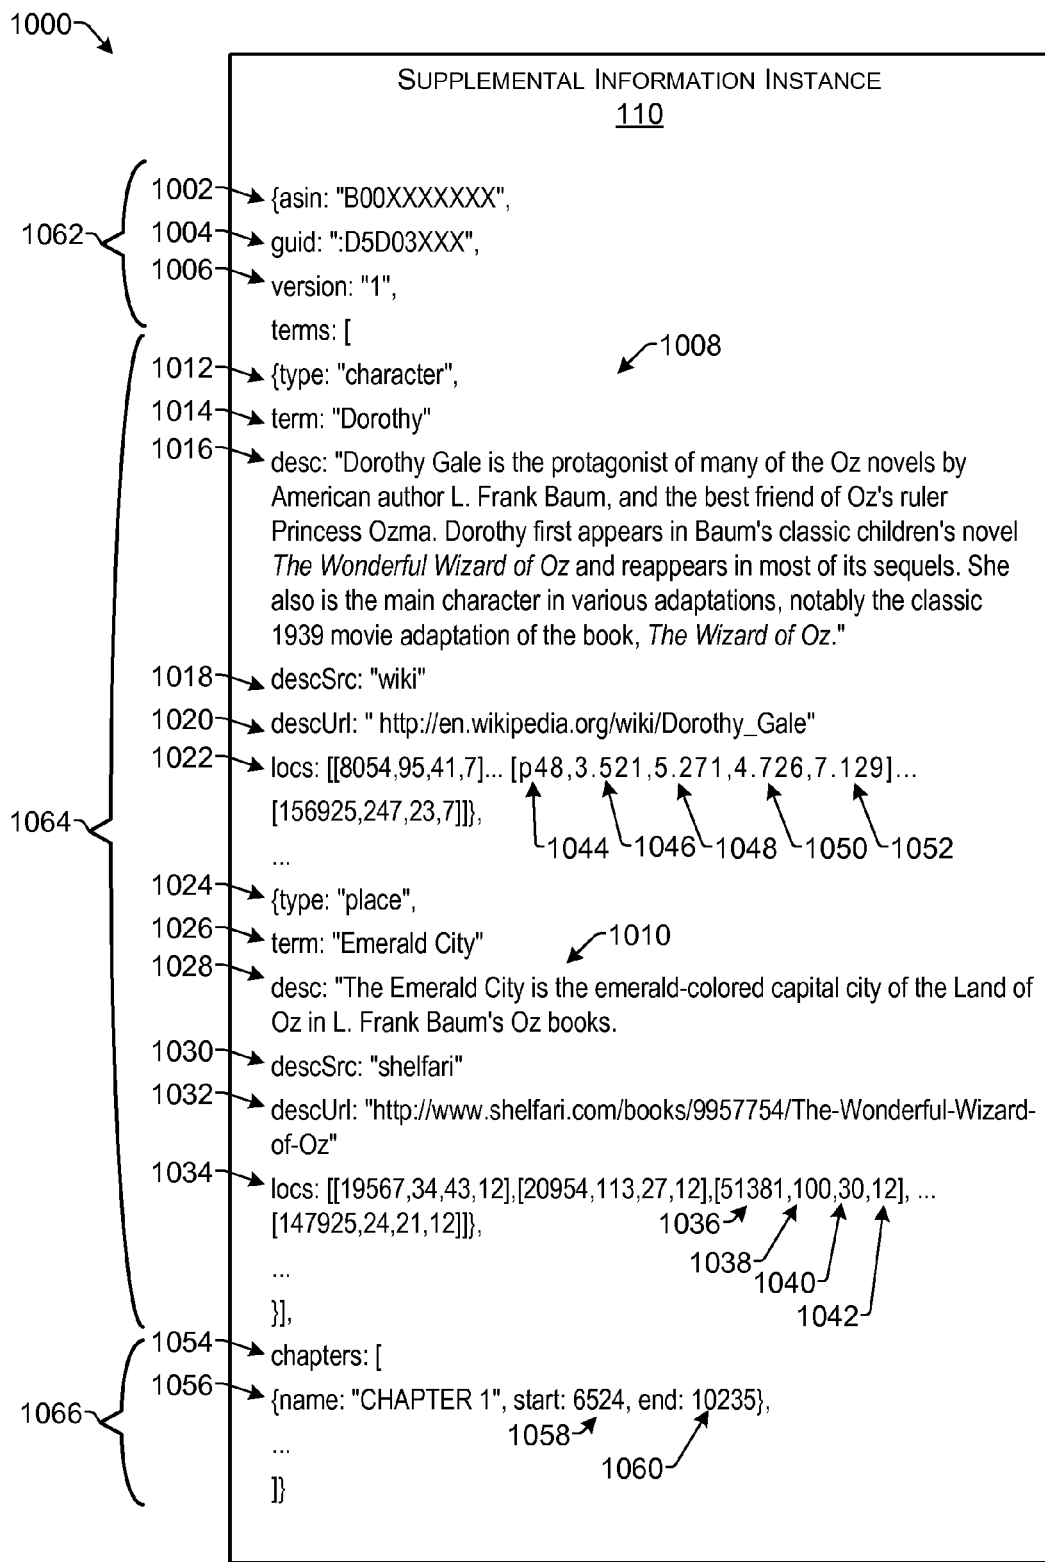 1000
SUPPLEMENTAL INFORMATION INSTANCE
110
1002 {asin: "B00XXXXXXX",
1062 1004 guid: ":D5D03XXX",
1006 version: "1",
terms: [
1008
1012 {type: "character",
1014 term: "Dorothy"
1016 desc: "Dorothy Gale is the protagonist of many of the Oz novels by
American author L. Frank Baum, and the best friend of Oz's ruler
Princess Ozma. Dorothy first appears in Baum's classic children's novel
The Wonderful Wizard of Oz and reappears in most of its sequels. She
also is the main character in various adaptations, notably the classic
1939 movie adaptation of the book, The Wizard of Oz."
1018 descSrc: "wiki"
1020 descUrl: " http://en.wikipedia.org/wiki/Dorothy_Gale"
1022 locs: [[8054,95,41,7]... [p48,3.521,5.271,4.726,7.129]...
1064 [156925,247,23,7]]},
1044 1046 1048 1050 1052
...
1024 {type: "place",
1026 term: "Emerald City"
1010
1028 desc: "The Emerald City is the emerald-colored capital city of the Land of
Oz in L. Frank Baum's Oz books.
1030 descSrc: "shelfari"
1032 descUrl: "http://www.shelfari.com/books/9957754/The-Wonderful-Wizard-
of-Oz"
1034 locs: [[19567,34,43,12],[20954,113,27,12],[51381,100,30,12], ...
[147925,24,21,12]]},
1036
1038
1040
1042
...
}],
1054 chapters: [
1056 {name: "CHAPTER 1", start: 6524, end: 10235},
1066
1058
1060
...
]}